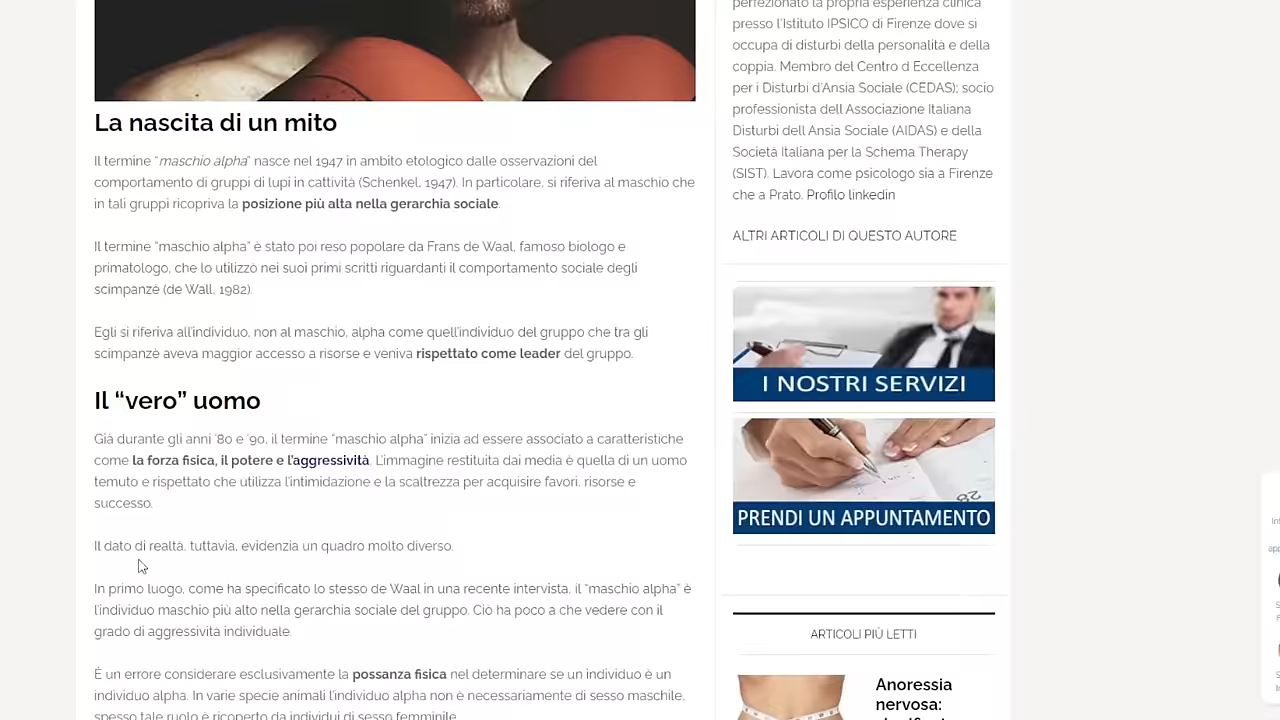 perfezionato la propria esperienza clinica
presso l'Istituto IPSICO di Firenze dove si
occupa di disturbi della personalità e della
coppia. Membro del Centro d Eccellenza
per i Disturbi d'Ansia Sociale (CEDAS); socio
professionista dell Associazione Italiana
Disturbi dell Ansia Sociale (AIDAS) e della
Società Italiana per la Schema Therapy
(SIST). Lavora come psicologo sia a Firenze
che a Prato. Profilo linkedin
ALTRI ARTICOLI DI QUESTO AUTORE
La nascita di un mito
Il termine "maschio alpha" nasce nel 1947 in ambito etologico dalle osservazioni del
comportamento di gruppi di lupi in cattività (Schenkel, 1947). In particolare, si riferiva al maschio che
in tali gruppi ricopriva la posizione più alta nella gerarchia sociale.
Il termine "maschio alpha" è stato poi reso popolare da Frans de Waal, famoso biologo e
primatologo, che lo utilizzò nei suoi primi scritti riguardanti il comportamento sociale degli
scimpanzè (de Wall, 1982).
Egli si riferiva all'individuo, non al maschio, alpha come quell'individuo del gruppo che tra gli
scimpanzè aveva maggior accesso a risorse e veniva rispettato come leader del gruppo.
Il “vero” uomo
Già durante gli anni '80 e '90, il termine "maschio alpha" inizia ad essere associato a caratteristiche
come la forza fisica, il potere e l'aggressività. L'immagine restituita dai media è quella di un uomo
temuto e rispettato che utilizza l'intimidazione e la scaltrezza per acquisire favori, risorse e
successo.
Il dato di realtà, tuttavia, evidenzia un quadro molto diverso.
In primo luogo, come ha specificato lo stesso de Waal in una recente intervista, il "maschio alpha" è
l'individuo maschio più alto nella gerarchia sociale del gruppo. Ciò ha poco a che vedere con il
grado di aggressività individuale.
È un errore considerare esclusivamente la possanza fisica nel determinare se un individuo è un
individuo alpha. In varie specie animali l'individuo alpha non è necessariamente di sesso maschile,
spesso tale ruolo è ricoperto da individui di sesso femminile.
I NOSTRI SERVIZI
28
PRENDI UN APPUNTAMENTO
ARTICOLI PIÙ LETTI
Anoressia
nervosa: